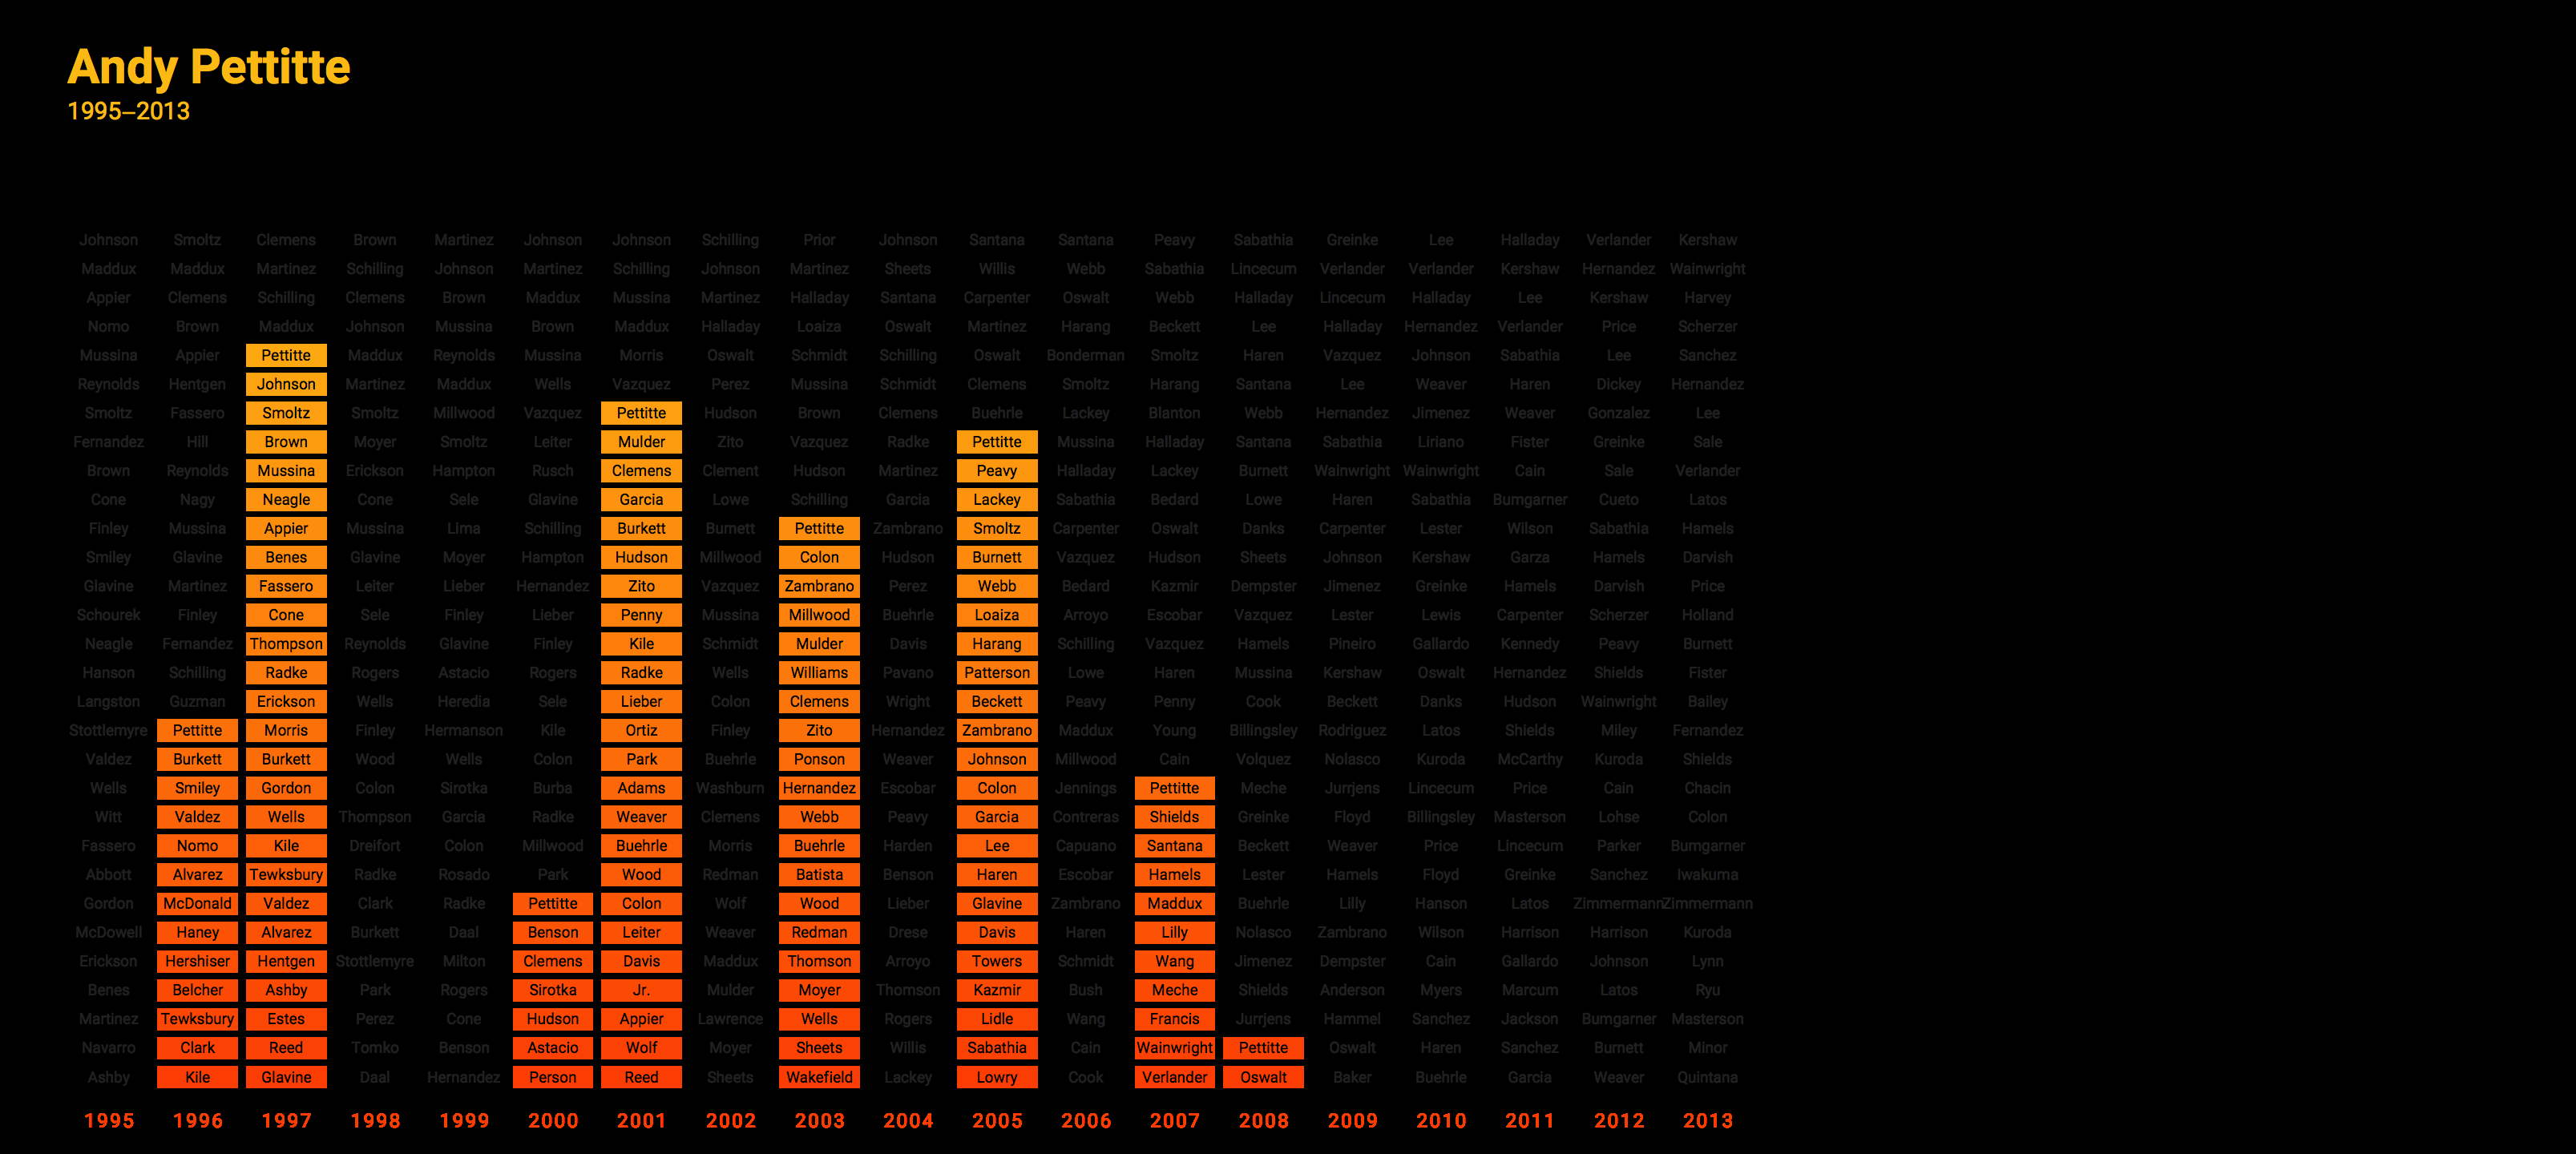 Andy Pettitte
1995–2013
Johnson Smoltz Clemens Brown Martinez Johnson Johnson Schilling Prior Johnson Santana Santana Peavy Sabathia Greinke Lee Halladay Verlander Kershaw
Maddux Maddux Martinez Schilling Johnson Martinez Schilling Johnson Martinez Sheets Willis Webb Sabathia Lincecum Verlander Verlander Kershaw Hernandez Wainwright
Appier Clemens Schilling Clemens Brown Maddux Mussina Martinez Halladay Santana Carpenter Oswalt Webb Halladay Lincecum Halladay Lee Kershaw Harvey
Nomo Brown Maddux Johnson Mussina Brown Maddux Halladay Loaiza Oswalt Martinez Harang Beckett Lee Halladay Hernandez Verlander Price Scherzer
Mussina Appier Pettitte Maddux Reynolds Mussina Morris Oswalt Schmidt Schilling Oswalt Bonderman Smoltz Haren Vazquez Johnson Sabathia Lee Sanchez
Reynolds Hentgen Johnson Martinez Maddux Wells Vazquez Perez Mussina Schmidt Clemens Smoltz Harang Santana Lee Weaver Haren Dickey Hernandez
Smoltz Fassero Smoltz Smoltz Millwood Vazquez Pettitte Hudson Brown Clemens Buehrle Lackey Blanton Webb Hernandez Jimenez Weaver Gonzalez Lee
Fernandez Hill Brown Moyer Smoltz Leiter Mulder Zito Vazquez Radke Pettitte Mussina Halladay Santana Sabathia Liriano Fister Greinke Sale
Brown Reynolds Mussina Erickson Hampton Rusch Clemens Clement Hudson Martinez Peavy Halladay Lackey Burnett Wainwright Wainwright Cain Sale Verlander
Cone Nagy Neagle Cone Sele Glavine Garcia Lowe Schilling Garcia Lackey Sabathia Bedard Lowe Haren Sabathia Bumgarner Cueto Latos
Finley Mussina Appier Mussina Lima Schilling Burkett Burnett Pettitte Zambrano Smoltz Carpenter Oswalt Danks Carpenter Lester Wilson Sabathia Hamels
Smiley Glavine Benes Glavine Moyer Hampton Hudson Millwood Colon Hudson Burnett Vazquez Hudson Sheets Johnson Kershaw Garza Hamels Darvish
Glavine Martinez Fassero Leiter Lieber Hernandez Zito Vazquez Zambrano Perez Webb Bedard Kazmir Dempster Jimenez Greinke Hamels Darvish Price
Schourek Finley Cone Sele Finley Lieber Penny Mussina Millwood Buehrle Loaiza Arroyo Escobar Vazquez Lester Lewis Carpenter Scherzer Holland
Neagle Fernandez Thompson Reynolds Glavine Finley Kile Schmidt Mulder Davis Harang Schilling Vazquez Hamels Pineiro Gallardo Kennedy Peavy Burnett
Hanson Schilling Radke Rogers Astacio Rogers Radke Wells Williams Pavano Patterson Lowe Haren Mussina Kershaw Oswalt Hernandez Shields Fister
Langston Guzman Erickson Wells Heredia Sele Lieber Colon Clemens Wright Beckett Peavy Penny Cook Beckett Danks Hudson Wainwright Bailey
Stottlemyre Pettitte Morris Finley Hermanson Kile Ortiz Finley Zito Hernandez Zambrano Maddux Young Billingsley Rodriguez Latos Shields Miley Fernandez
Valdez Burkett Burkett Wood Wells Colon Park Buehrle Ponson Weaver Johnson Millwood Cain Volquez Nolasco Kuroda McCarthy Kuroda Shields
Wells Smiley Gordon Colon Sirotka Burba Adams Washburn Hernandez Escobar Colon Jennings Pettitte Meche Jurrjens Lincecum Price Cain Chacin
Witt Valdez Wells Thompson Garcia Radke Weaver Clemens Webb Peavy Garcia Contreras Shields Greinke Floyd Billingsley Masterson Lohse Colon
Fassero Nomo Kile Dreifort Colon Millwood Buehrle Morris Buehrle Harden Lee Capuano Santana Beckett Weaver Price Lincecum Parker Bumgarner
Abbott Alvarez Tewksbury Radke Rosado Park Wood Redman Batista Benson Haren Escobar Hamels Lester Hamels Floyd Greinke Sanchez Iwakuma
Gordon McDonald Valdez Clark Radke Pettitte Colon Wolf Wood Lieber Glavine Zambrano Maddux Buehrle Lilly Hanson Latos Zimmermann Zimmermann
McDowell Haney Alvarez Burkett Daal Benson Leiter Weaver Redman Drese Davis Haren Lilly Nolasco Zambrano Wilson Harrison Harrison Kuroda
Erickson Hershiser Hentgen Stottlemyre Milton Clemens Davis Maddux Thomson Arroyo Towers Schmidt Wang Jimenez Dempster Cain Gallardo Johnson Lynn
Benes Belcher Ashby Park Rogers Sirotka Jr. Mulder Moyer Thomson Kazmir Bush Meche Shields Anderson Myers Marcum Latos Ryu
Martinez Tewksbury Estes Perez Cone Hudson Appier Lawrence Wells Rogers Lidle Wang Francis Jurrjens Hammel Sanchez Jackson Bumgarner Masterson
Navarro Clark Reed Tomko Benson Astacio Wolf Moyer Sheets Willis Sabathia Cain Wainwright Pettitte Oswalt Haren Sanchez Burnett Minor
Ashby Kile Glavine Daal Hernandez Person Reed Sheets Wakefield Lackey Lowry Cook Verlander Oswalt Baker Buehrle Garcia Weaver Quintana
1995 1996 1997 1998 1999 2000 2001 2002 2003 2004 2005 2006 2007 2008 2009 2010 2011 2012 2013